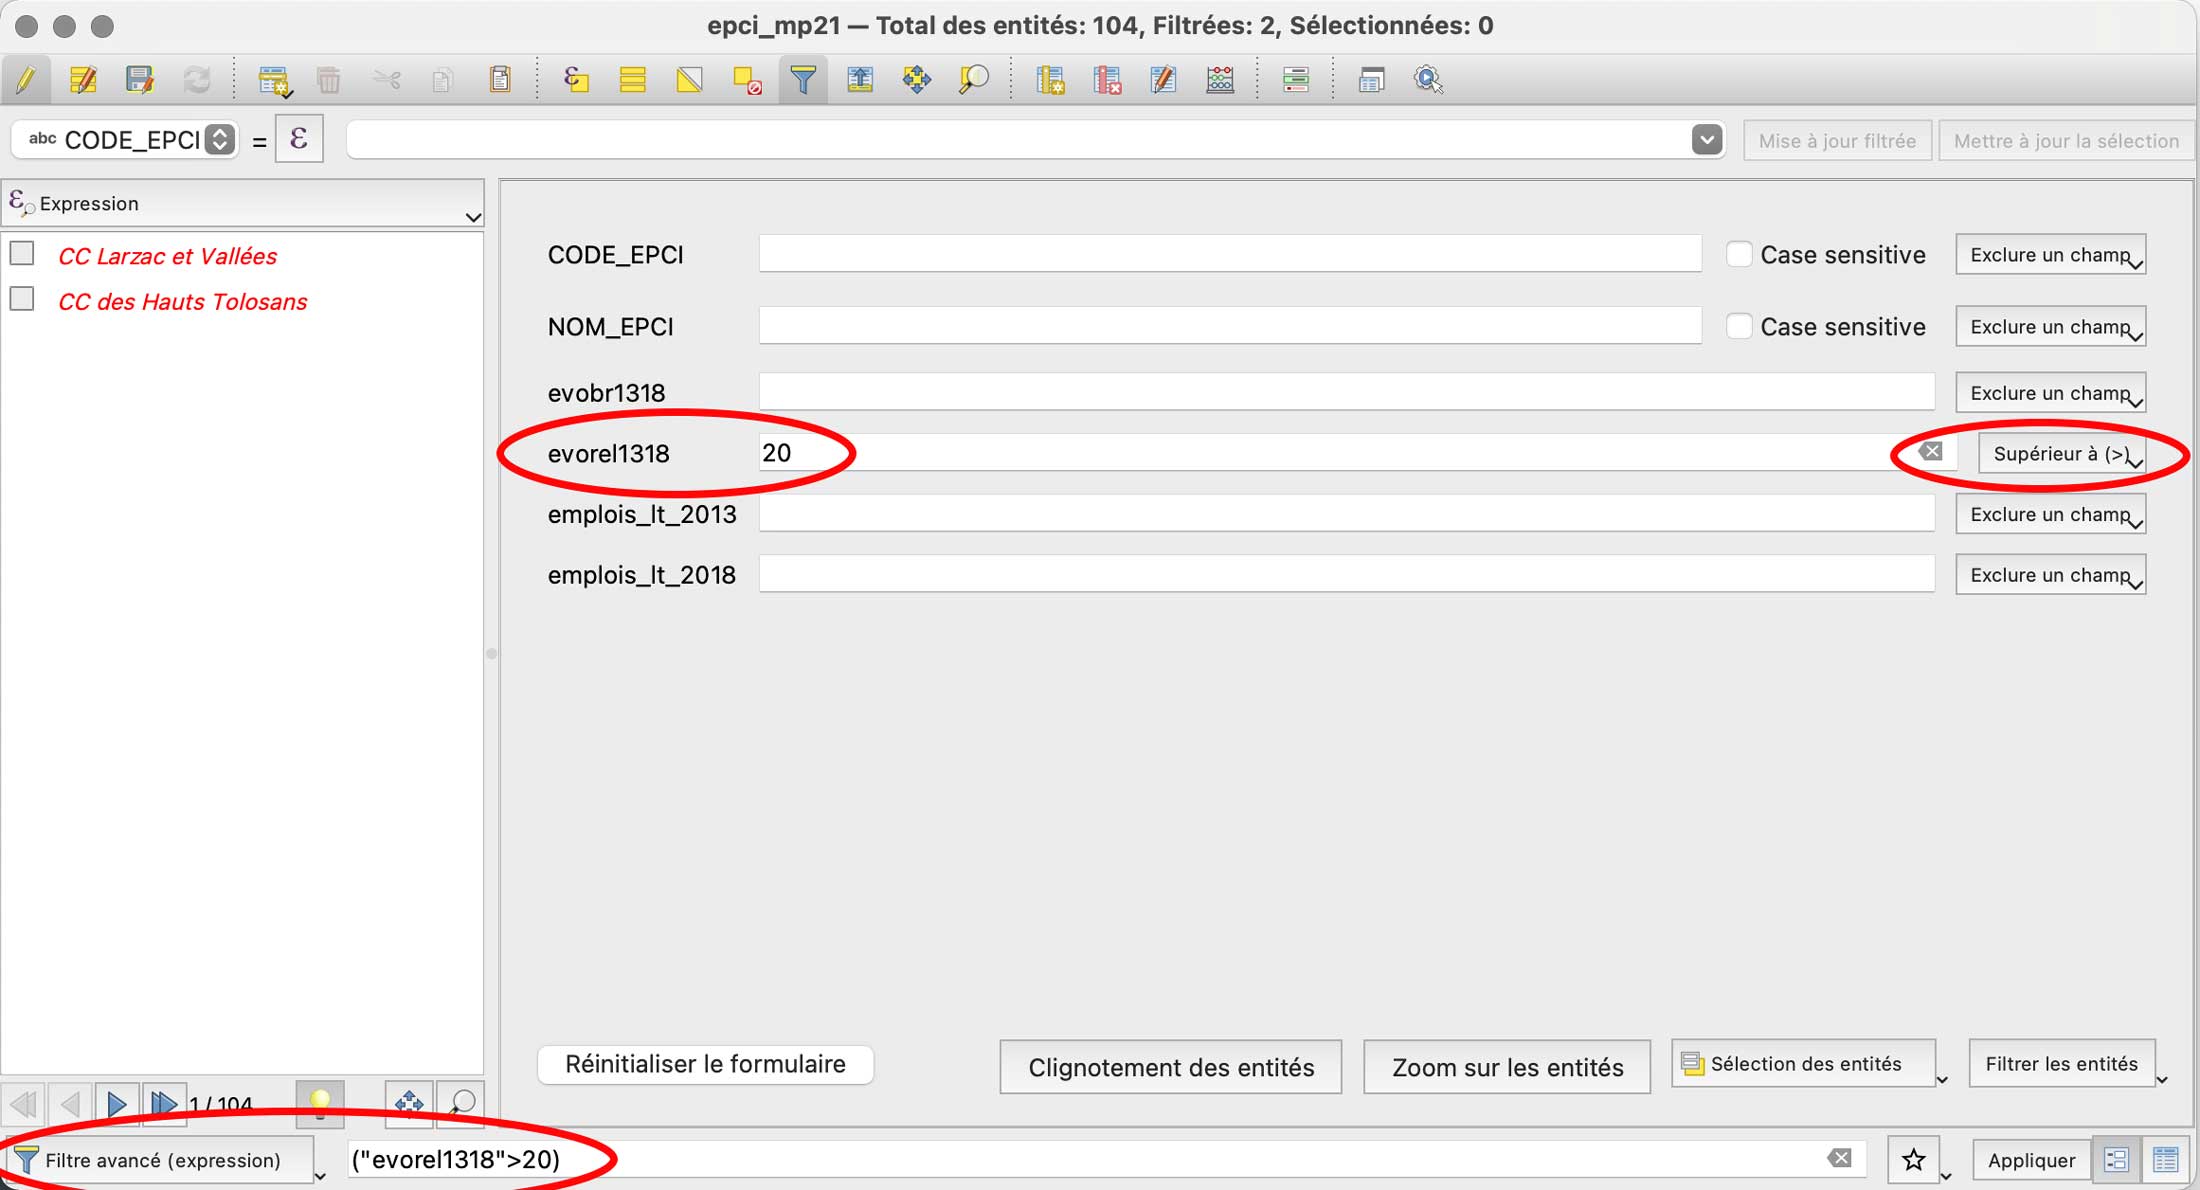 epci_mp21 — Total des entités: 104, Filtrées: 2, Sélectionnées: 0
abc CODE_EPCI = ε Mise à jour filtrée Mettre à jour la sélection
Expression
CC Larzac et Vallées
CC des Hauts Tolosans
CODE_EPCI Case sensitive Exclure un champ
NOM_EPCI Case sensitive Exclure un champ
evobr1318 Exclure un champ
evorel1318 20 Supérieur à (>)
emplois_lt_2013 Exclure un champ
emplois_lt_2018 Exclure un champ
Réinitialiser le formulaire Clignotement des entités Zoom sur les entités Sélection des entités Filtrer les entités
1 / 104
Filtre avancé (expression) ("evorel1318">20) Appliquer